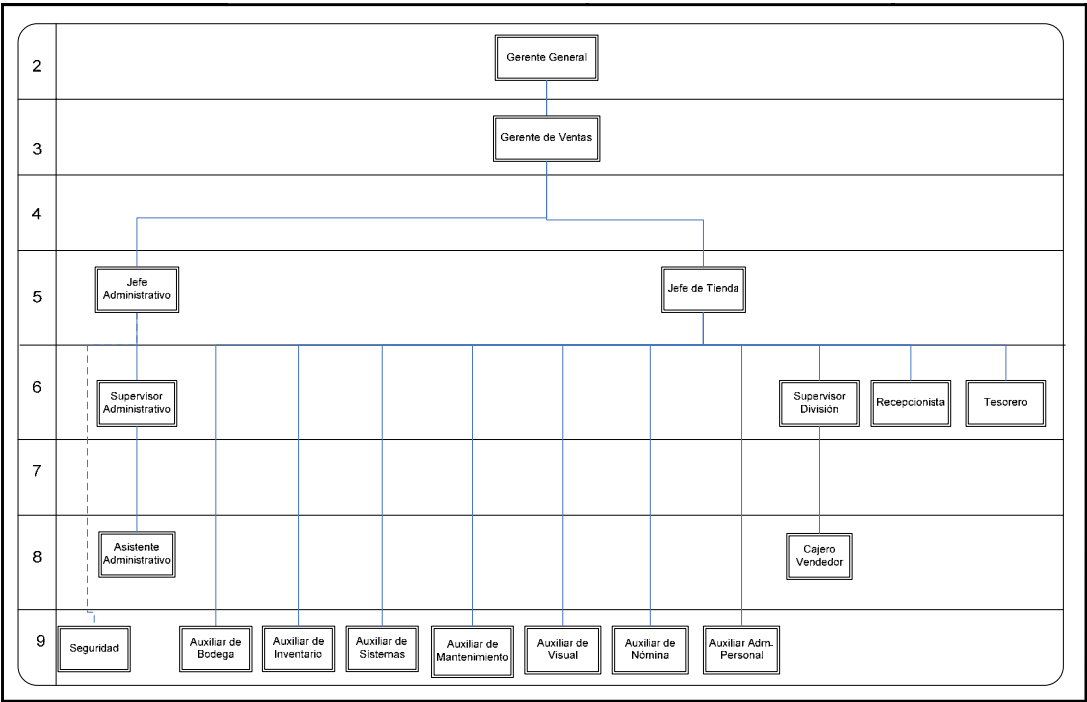 2
Gerente General
3
Gerente de Ventas
4
5
Jefe
Administrativo
Jefe de Tienda
6
Supervisor
Administrativo
Supervisor
División
Recepcionista
Tesorero
7
8
Asistente
Administrativo
Cajero
Vendedor
9
Seguridad
Auxiliar de
Bodega
Auxiliar de
Inventario
Auxiliar de
Sistemas
Auxiliar de
Mantenimiento
Auxiliar de
Visual
Auxiliar de
Nómina
Auxiliar Adm-
Personal